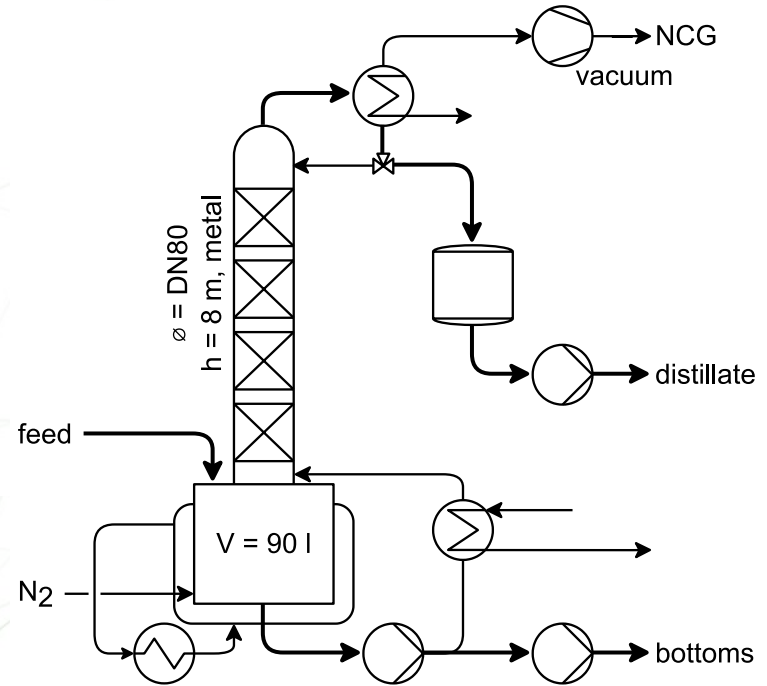 NCG
vacuum
⌀ = DN80
h = 8 m, metal
distillate
feed
V = 90 l
N2
bottoms